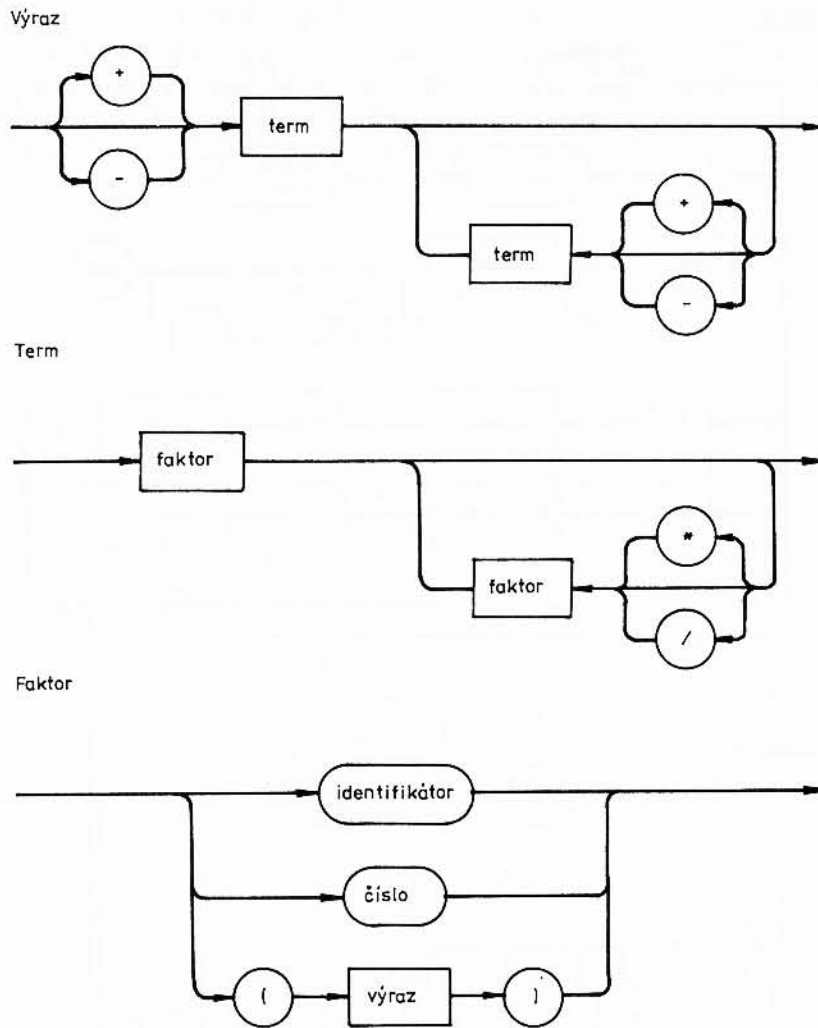 Výraz
+
term
-
+
term
-
Term
faktor
*
faktor
/
Faktor
identifikátor
číslo
( výraz )